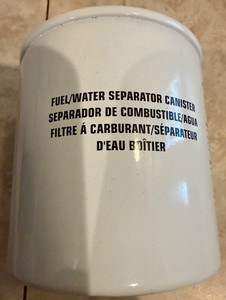 FUEL/WATER SEPARATOR CANISTER
SEPARADOR DE COMBUSTIBLE/AGUA
FILTRE Á CARBURANT/SÉPARATEUR
D'EAU BOÎTIER